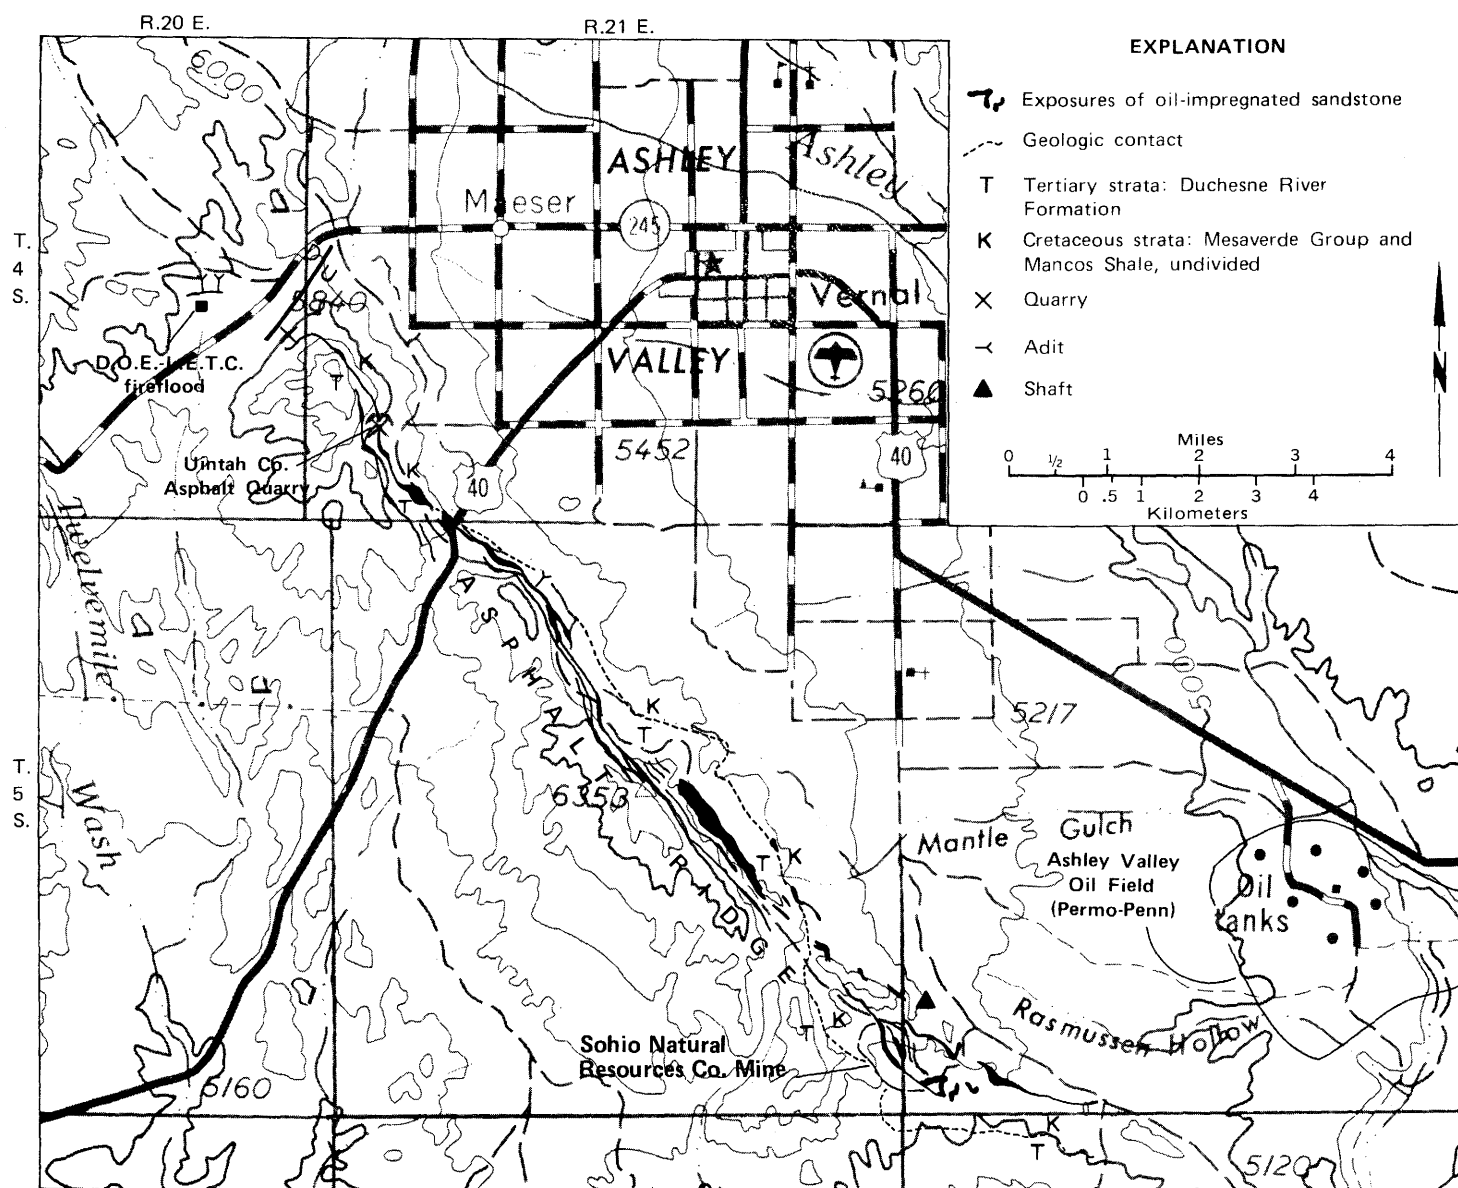 R.20 E.
R.21 E.
EXPLANATION
Exposures of oil-impregnated sandstone
Geologic contact
T Tertiary strata: Duchesne River
Formation
K Cretaceous strata: Mesaverde Group and
Mancos Shale, undivided
Quarry
Adit
Shaft
Miles
0 1/2 1 2 3 4
0 .5 1 2 3 4
Kilometers
N
T.
4
S.
T.
5
S.
6000
ASHLEY
Ashley
Maeser
245
5840
Vernal
VALLEY
D.O.E.-L.E.T.C.
fireflood
K
T
5260
5452
40
Uintah Co.
Asphalt Quarry
K
T
40
Twelvemile
Wash
ASPHALT RIDGE
5000
K
T
5217
6353
Mantle Gulch
Ashley Valley
Oil Field
(Permo-Penn)
Oil
tanks
T K
Rasmussen Hollow
T K
Sohio Natural
Resources Co. Mine
5160
K
T
5120